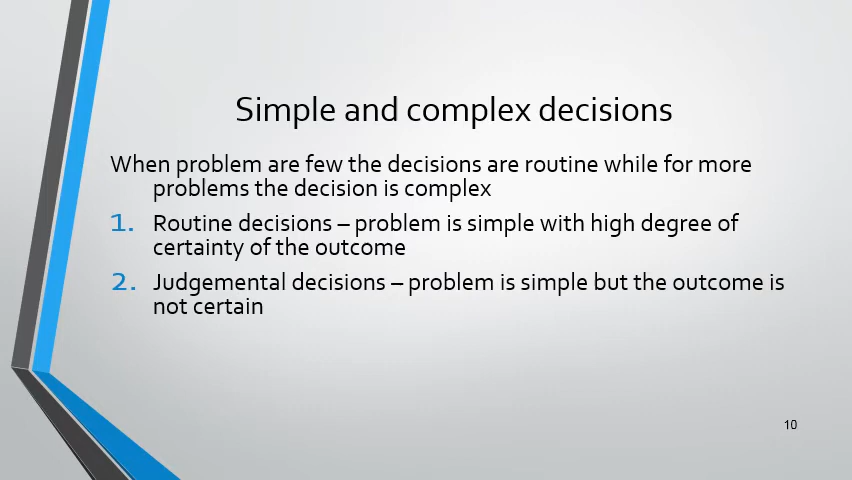 Simple and complex decisions
When problem are few the decisions are routine while for more
problems the decision is complex
1. Routine decisions – problem is simple with high degree of
certainty of the outcome
2. Judgemental decisions – problem is simple but the outcome is
not certain
10